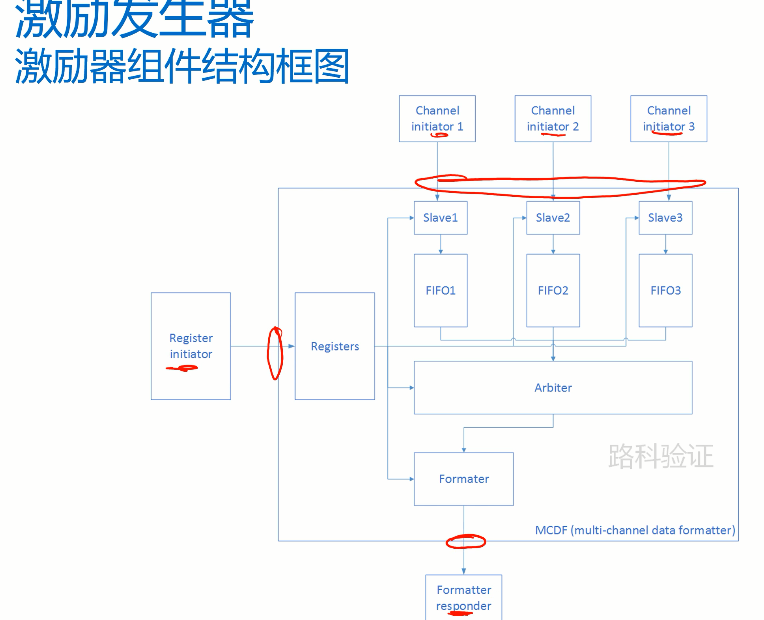 激励发生器
激励器组件结构框图
Channel
initiator 1
Channel
initiator 2
Channel
initiator 3
Slave1
Slave2
Slave3
FIFO1
FIFO2
FIFO3
Register
initiator
Registers
Arbiter
路科验证
Formater
MCDF (multi-channel data formatter)
Formatter
responder